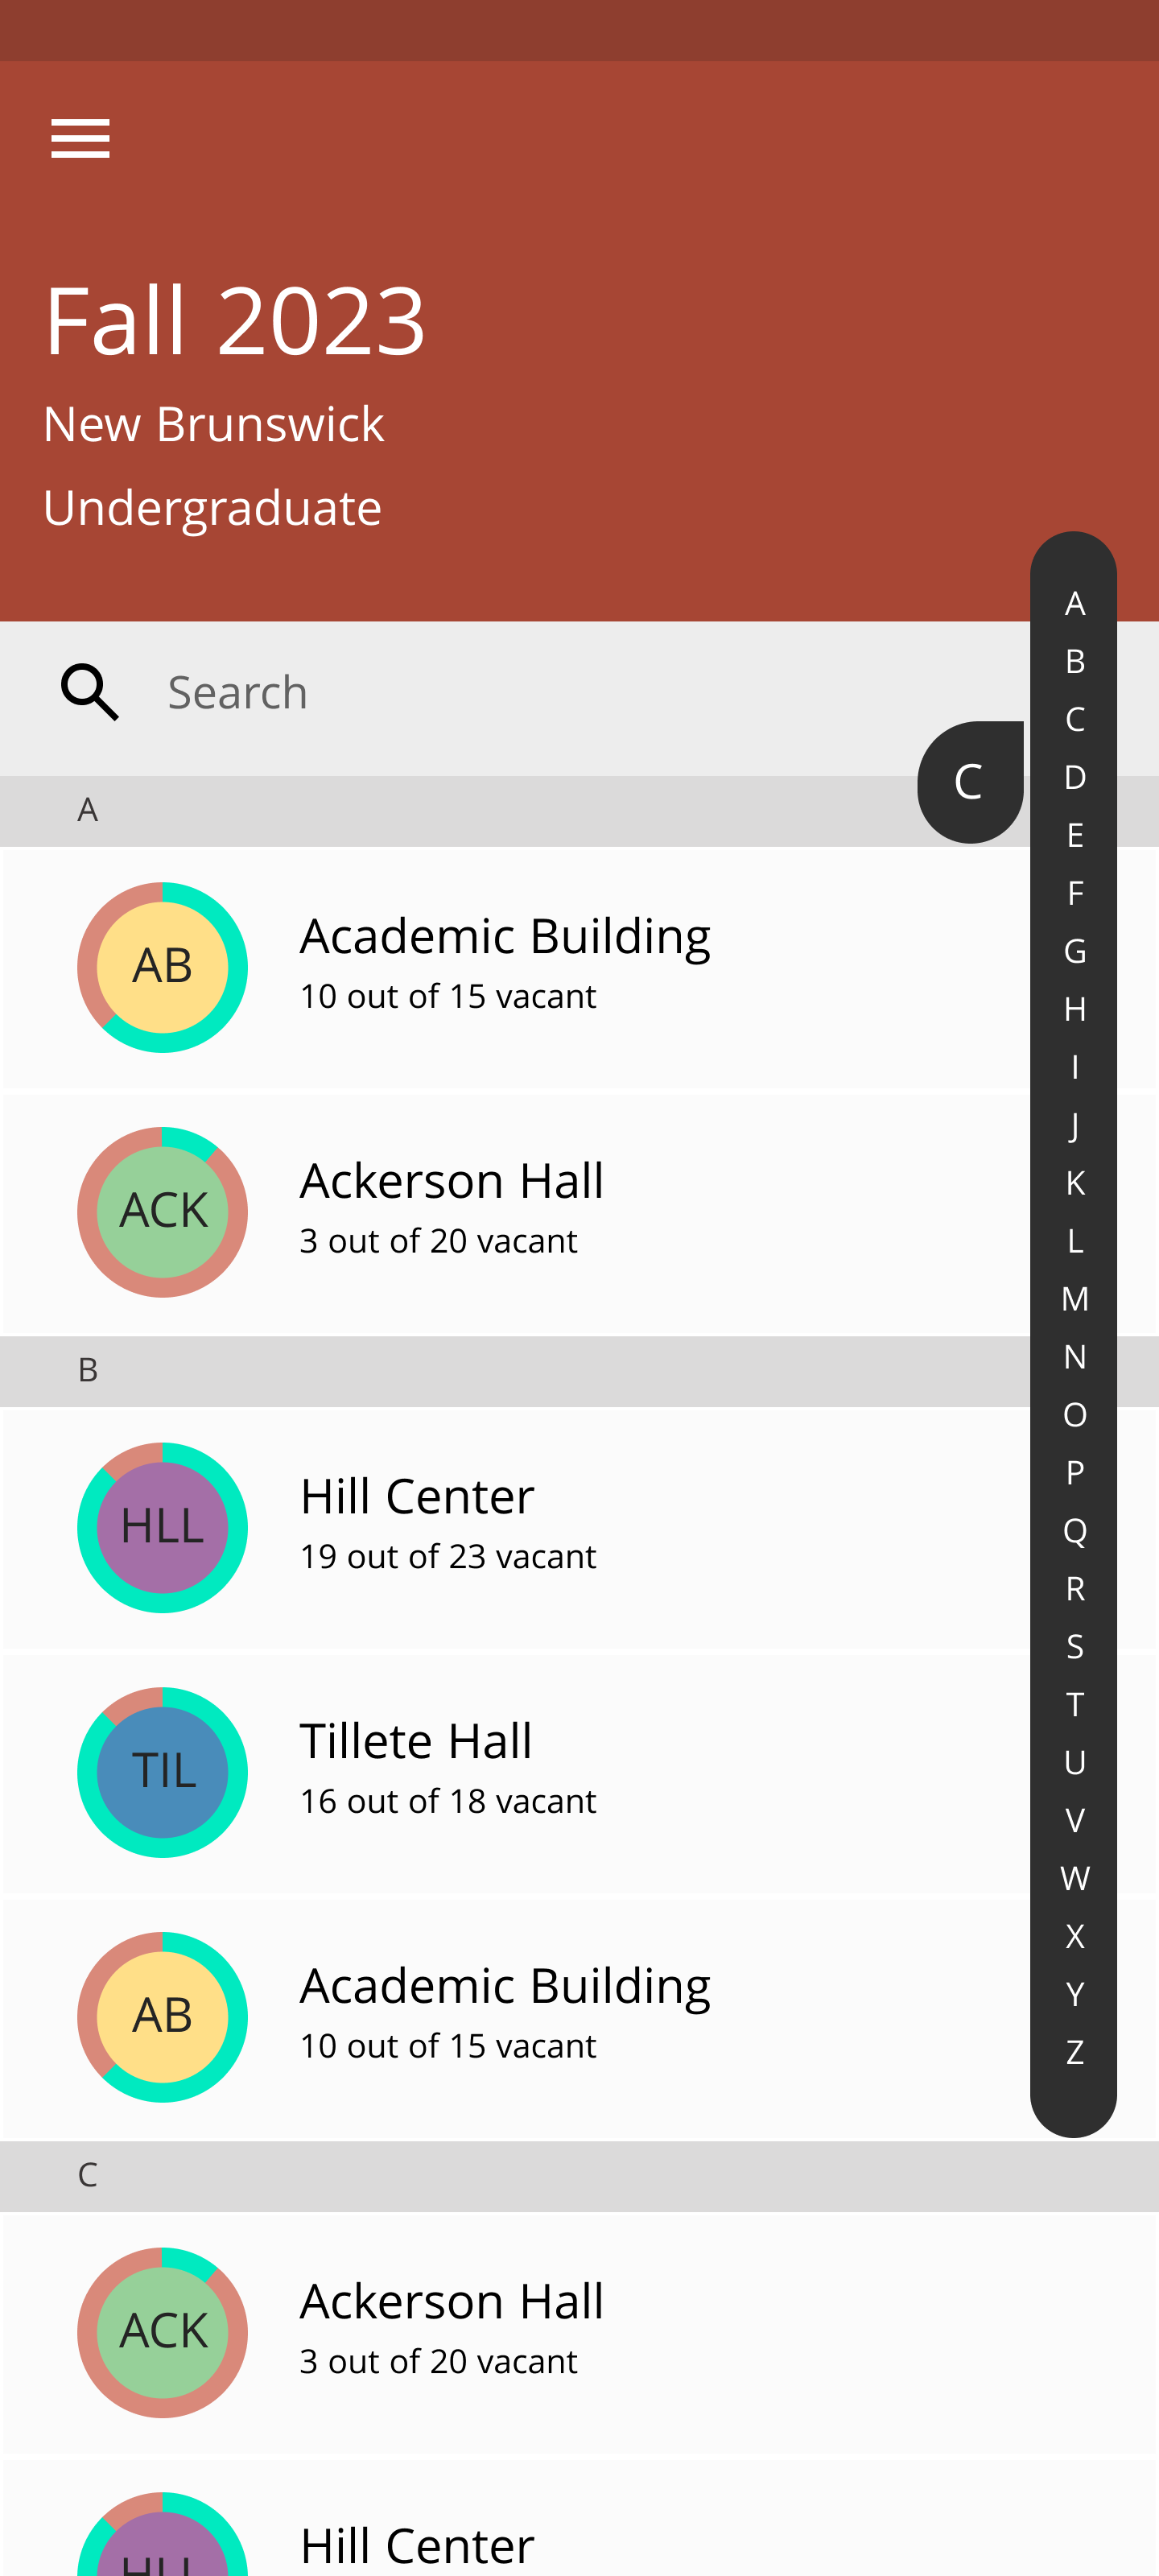 Fall 2023
New Brunswick
Undergraduate
Search
A
AB
Academic Building
10 out of 15 vacant
ACK
Ackerson Hall
3 out of 20 vacant
B
HLL
Hill Center
19 out of 23 vacant
TIL
Tillete Hall
16 out of 18 vacant
AB
Academic Building
10 out of 15 vacant
C
ACK
Ackerson Hall
3 out of 20 vacant
HLL
Hill Center
C
A
B
C
D
E
F
G
H
I
J
K
L
M
N
O
P
Q
R
S
T
U
V
W
X
Y
Z